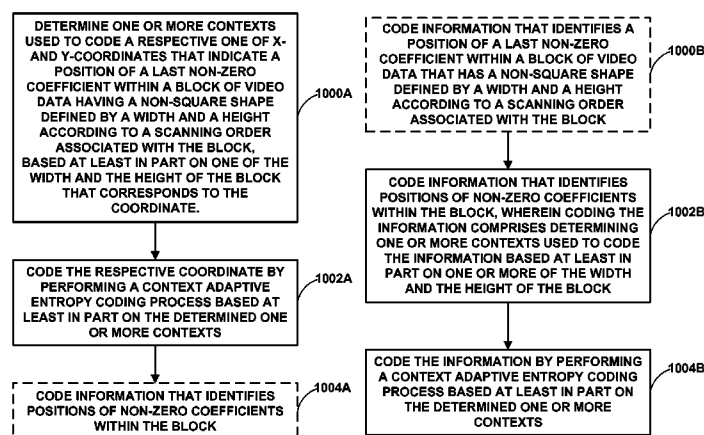 DETERMINE ONE OR MORE CONTEXTS
USED TO CODE A RESPECTIVE ONE OF X-
AND Y-COORDINATES THAT INDICATE A
POSITION OF A LAST NON-ZERO
COEFFICIENT WITHIN A BLOCK OF VIDEO
DATA HAVING A NON-SQUARE SHAPE
DEFINED BY A WIDTH AND A HEIGHT
ACCORDING TO A SCANNING ORDER
ASSOCIATED WITH THE BLOCK,
BASED AT LEAST IN PART ON ONE OF THE
WIDTH AND THE HEIGHT OF THE BLOCK
THAT CORRESPONDS TO THE
COORDINATE.
1000A
CODE THE RESPECTIVE COORDINATE BY
PERFORMING A CONTEXT ADAPTIVE
ENTROPY CODING PROCESS BASED AT
LEAST IN PART ON THE DETERMINED ONE
OR MORE CONTEXTS
1002A
CODE INFORMATION THAT IDENTIFIES
POSITIONS OF NON-ZERO COEFFICIENTS
WITHIN THE BLOCK
1004A
CODE INFORMATION THAT IDENTIFIES A
POSITION OF A LAST NON-ZERO
COEFFICIENT WITHIN A BLOCK OF VIDEO
DATA THAT HAS A NON-SQUARE SHAPE
DEFINED BY A WIDTH AND A HEIGHT
ACCORDING TO A SCANNING ORDER
ASSOCIATED WITH THE BLOCK
1000B
CODE INFORMATION THAT IDENTIFIES
POSITIONS OF NON-ZERO COEFFICIENTS
WITHIN THE BLOCK, WHEREIN CODING THE
INFORMATION COMPRISES DETERMINING
ONE OR MORE CONTEXTS USED TO CODE
THE INFORMATION BASED AT LEAST IN
PART ON ONE OR MORE OF THE WIDTH
AND THE HEIGHT OF THE BLOCK
1002B
CODE THE INFORMATION BY PERFORMING
A CONTEXT ADAPTIVE ENTROPY CODING
PROCESS BASED AT LEAST IN PART ON
THE DETERMINED ONE OR MORE
CONTEXTS
1004B